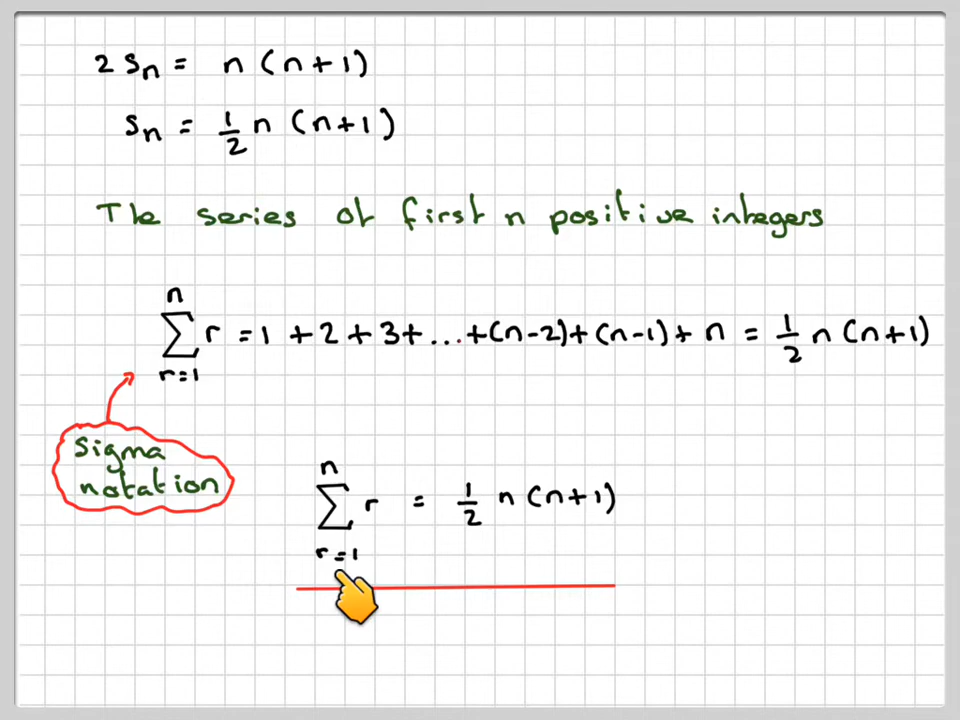 2 Sn = n (n+1)
Sn = 1/2 n (n+1)
The series of first n positive integers
n
∑ r = 1 + 2 + 3 + ... + (n-2) + (n-1) + n = 1/2 n (n+1)
r=1
Sigma
notation
n
∑ r = 1/2 n (n+1)
r=1